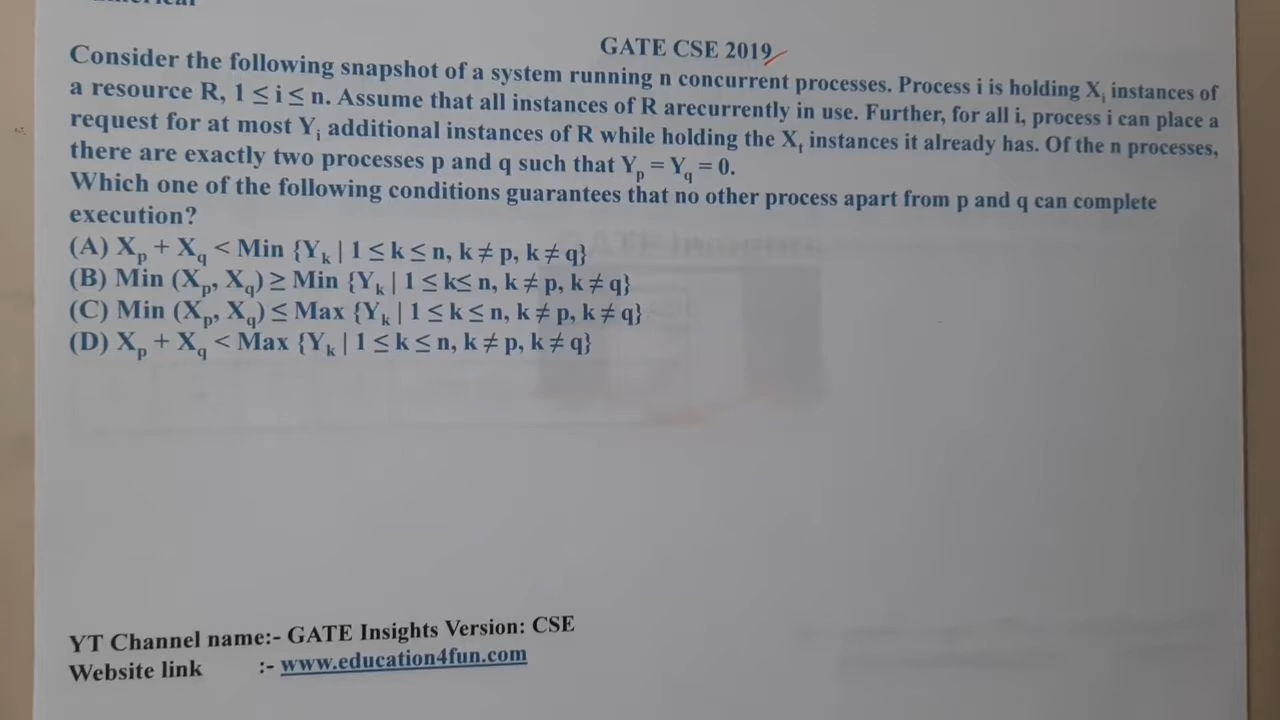 GATE CSE 2019
Consider the following snapshot of a system running n concurrent processes. Process i is holding Xi instances of
a resource R, 1 ≤ i ≤ n. Assume that all instances of R arecurrently in use. Further, for all i, process i can place a
request for at most Yi additional instances of R while holding the Xi instances it already has. Of the n processes,
there are exactly two processes p and q such that Yp = Yq = 0.
Which one of the following conditions guarantees that no other process apart from p and q can complete
execution?
(A) Xp + Xq < Min {Yk | 1 ≤ k ≤ n, k ≠ p, k ≠ q}
(B) Min (Xp, Xq) ≥ Min {Yk | 1 ≤ k≤ n, k ≠ p, k ≠ q}
(C) Min (Xp, Xq) ≤ Max {Yk | 1 ≤ k ≤ n, k ≠ p, k ≠ q}
(D) Xp + Xq < Max {Yk | 1 ≤ k ≤ n, k ≠ p, k ≠ q}
YT Channel name:- GATE Insights Version: CSE
Website link :- www.education4fun.com